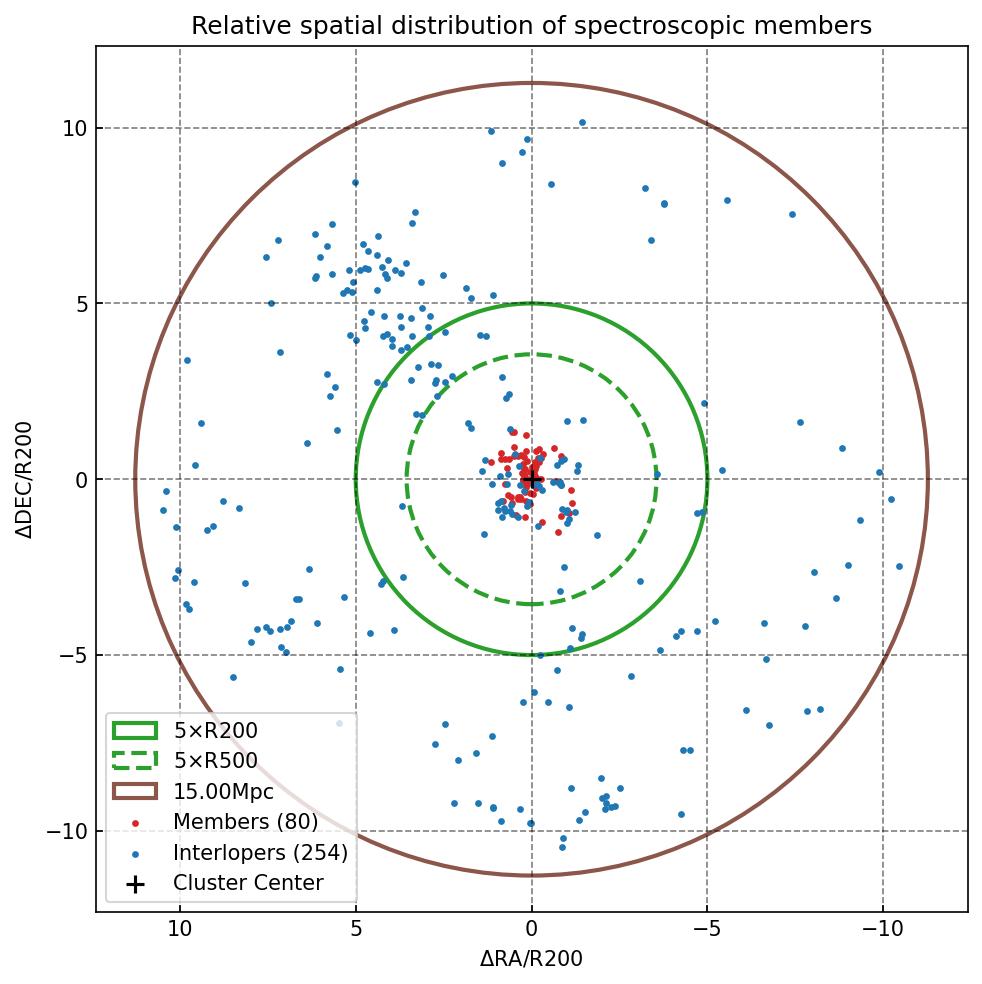 Relative spatial distribution of spectroscopic members
ΔDEC/R200
10
5
0
−5
−10
5×R200
5×R500
15.00Mpc
Members (80)
Interlopers (254)
Cluster Center
10
5
0
−5
−10
ΔRA/R200